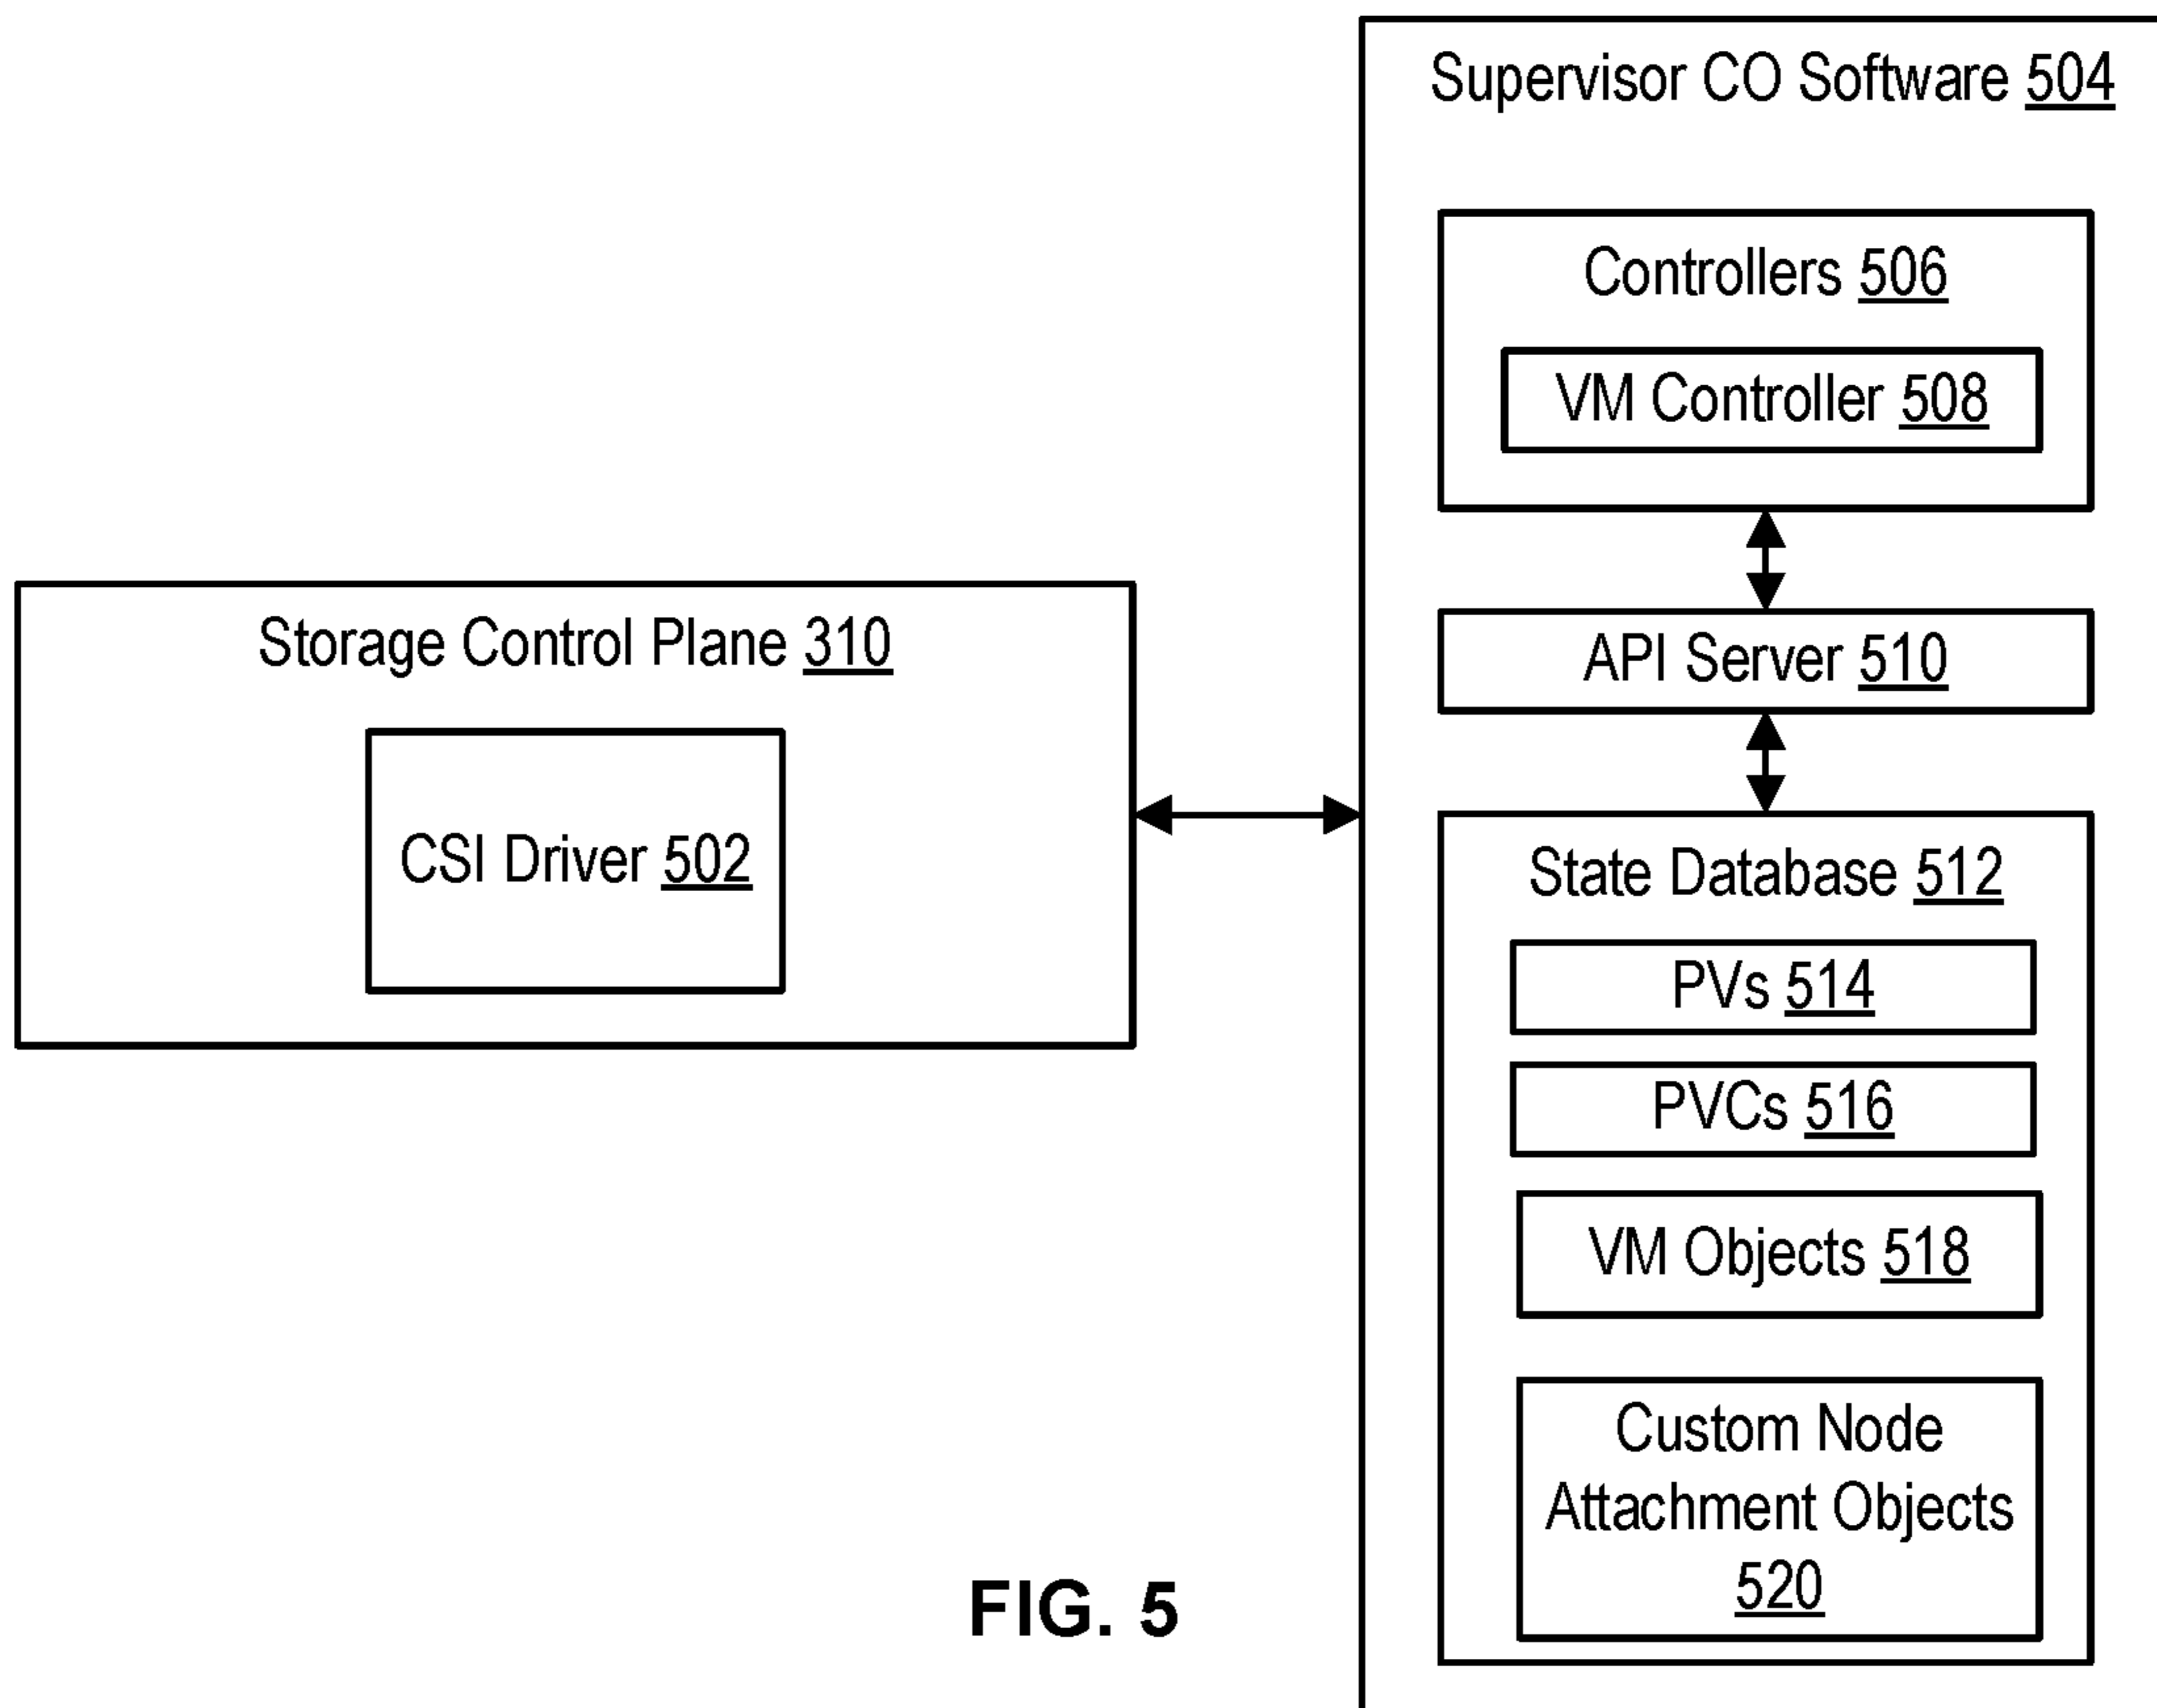 Supervisor CO Software 504
Controllers 506
VM Controller 508
Storage Control Plane 310
CSI Driver 502
API Server 510
State Database 512
PVs 514
PVCs 516
VM Objects 518
Custom Node
Attachment Objects
520
FIG. 5